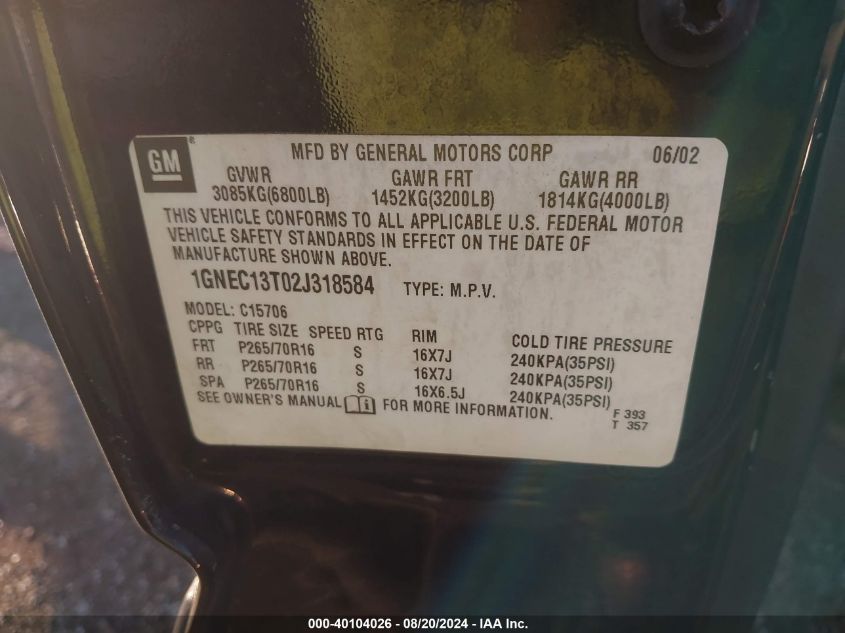 GM ®
MFD BY GENERAL MOTORS CORP 06/02
GVWR GAWR FRT GAWR RR
3085KG(6800LB) 1452KG(3200LB) 1814KG(4000LB)
THIS VEHICLE CONFORMS TO ALL APPLICABLE U.S. FEDERAL MOTOR
VEHICLE SAFETY STANDARDS IN EFFECT ON THE DATE OF
MANUFACTURE SHOWN ABOVE.
1GNEC13T02J318584 TYPE: M.P.V.
MODEL: C15706
CPPG TIRE SIZE SPEED RTG RIM COLD TIRE PRESSURE
FRT P265/70R16 S 16X7J 240KPA(35PSI)
RR P265/70R16 S 16X7J 240KPA(35PSI)
SPA P265/70R16 S 16X6.5J 240KPA(35PSI)
SEE OWNER'S MANUAL FOR MORE INFORMATION.
F 393
T 357
000-40104026 - 08/20/2024 - IAA Inc.